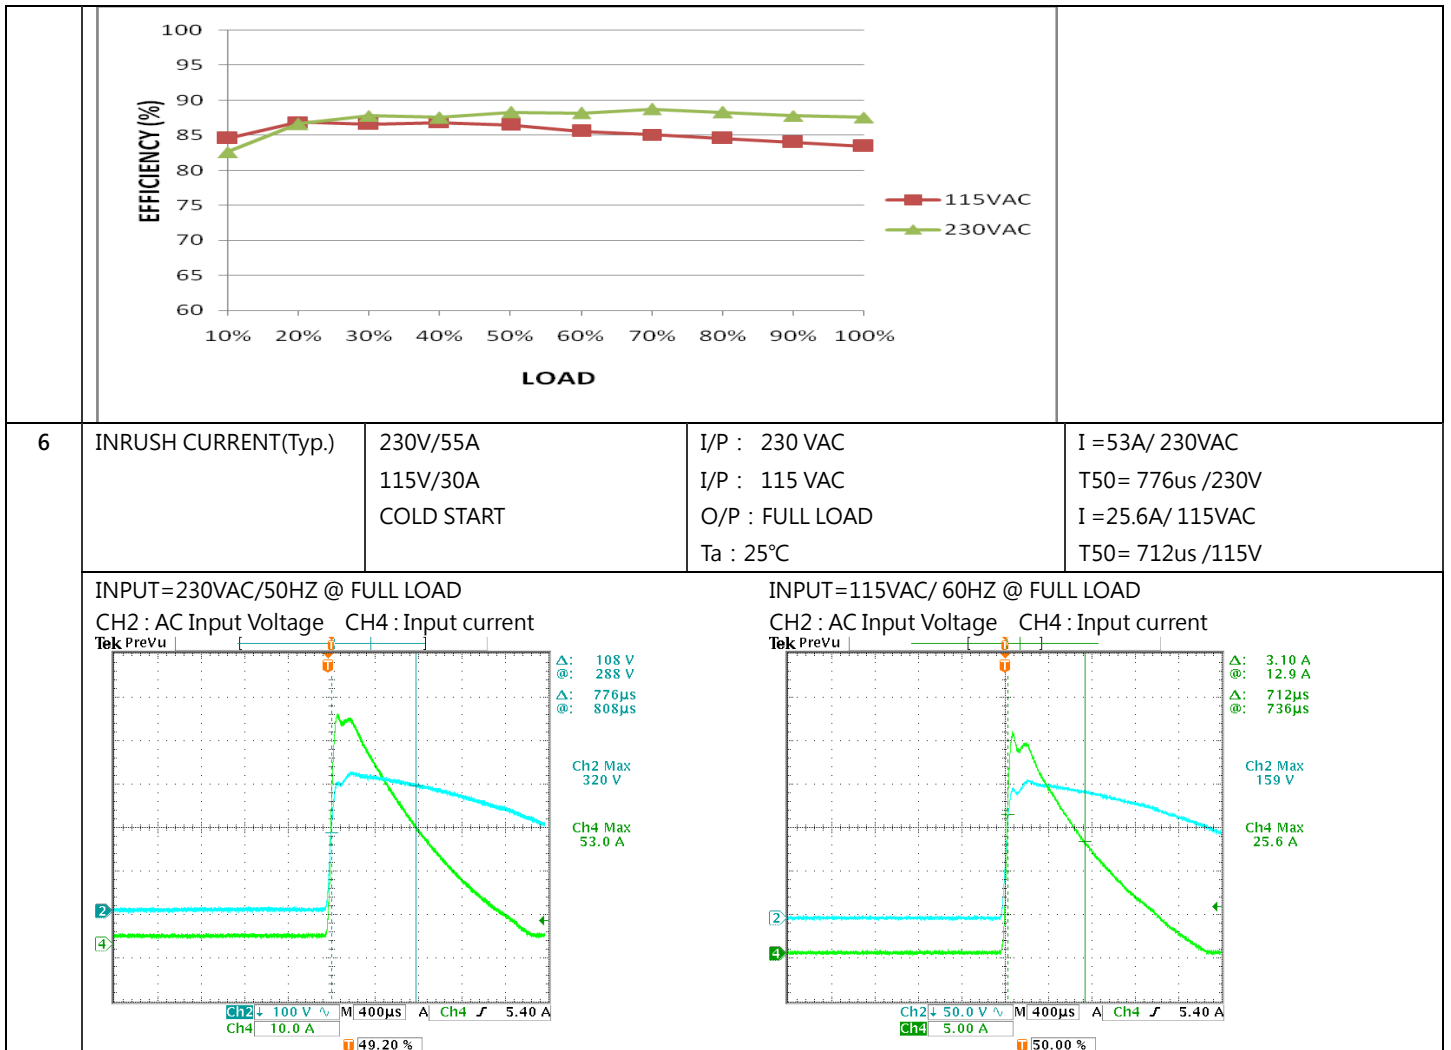 100
95
90
85
80
75
70
65
60
EFFICIENCY (%)
10% 20% 30% 40% 50% 60% 70% 80% 90% 100%
LOAD
115VAC
230VAC
6 INRUSH CURRENT(Typ.) 230V/55A I/P : 230 VAC I =53A/ 230VAC
115V/30A I/P : 115 VAC T50= 776us /230V
COLD START O/P : FULL LOAD I =25.6A/ 115VAC
Ta : 25℃ T50= 712us /115V
INPUT=230VAC/50HZ @ FULL LOAD
CH2 : AC Input Voltage CH4 : Input current
Tek PreVu
T
Δ: 108 V
@: 288 V
Δ: 776µs
@: 808µs
Ch2 Max
320 V
Ch4 Max
53.0 A
2
4
Ch2 100 V M 400µs A Ch4 5.40 A
Ch4 10.0 A
T 49.20 %
INPUT=115VAC/ 60HZ @ FULL LOAD
CH2 : AC Input Voltage CH4 : Input current
Tek PreVu
T
Δ: 3.10 A
@: 12.9 A
Δ: 712µs
@: 736µs
Ch2 Max
159 V
Ch4 Max
25.6 A
2
4
Ch2 50.0 V M 400µs A Ch4 5.40 A
Ch4 5.00 A
T 50.00 %